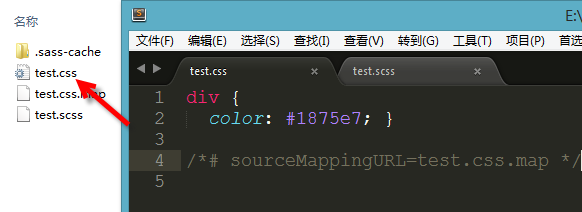 名称
.sass-cache
test.css
test.css.map
test.scss
E:\
文件(F) 编辑(E) 选择(S) 查找(I) 查看(V) 转到(G) 工具(T) 项目(P) 首选
test.css × test.scss ×
1 div {
2 color: #1875e7; }
3
4 /*# sourceMappingURL=test.css.map */
5